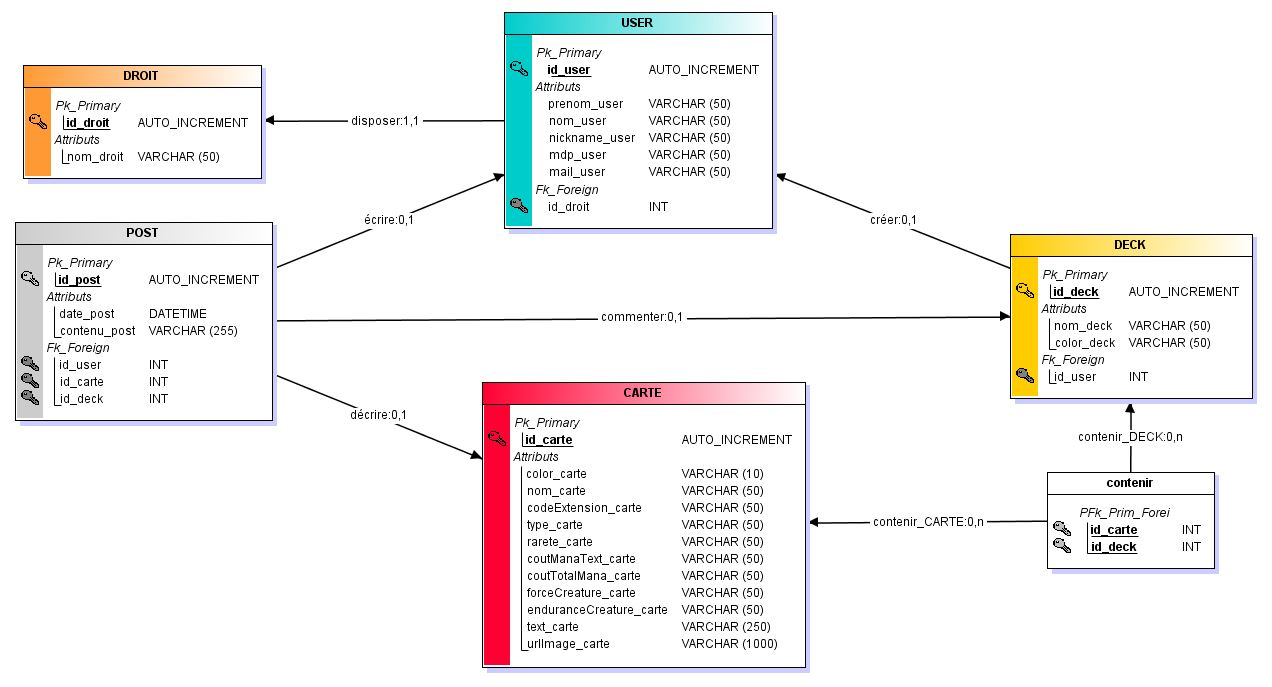 USER
Pk_Primary
id_user AUTO_INCREMENT
Attributs
prenom_user VARCHAR (50)
nom_user VARCHAR (50)
nickname_user VARCHAR (50)
mdp_user VARCHAR (50)
mail_user VARCHAR (50)
Fk_Foreign
id_droit INT
DROIT
Pk_Primary
id_droit AUTO_INCREMENT
Attributs
nom_droit VARCHAR (50)
disposer:1,1
écrire:0,1
créer:0,1
POST
Pk_Primary
id_post AUTO_INCREMENT
Attributs
date_post DATETIME
contenu_post VARCHAR (255)
Fk_Foreign
id_user INT
id_carte INT
id_deck INT
commenter:0,1
décrire:0,1
DECK
Pk_Primary
id_deck AUTO_INCREMENT
Attributs
nom_deck VARCHAR (50)
color_deck VARCHAR (50)
Fk_Foreign
id_user INT
CARTE
Pk_Primary
id_carte AUTO_INCREMENT
Attributs
color_carte VARCHAR (10)
nom_carte VARCHAR (50)
codeExtension_carte VARCHAR (50)
type_carte VARCHAR (50)
rarete_carte VARCHAR (50)
coutManaText_carte VARCHAR (50)
coutTotalMana_carte VARCHAR (50)
forceCreature_carte VARCHAR (50)
enduranceCreature_carte VARCHAR (50)
text_carte VARCHAR (250)
urlImage_carte VARCHAR (1000)
contenir_DECK:0,n
contenir_CARTE:0,n
contenir
PFk_Prim_Forei
id_carte INT
id_deck INT